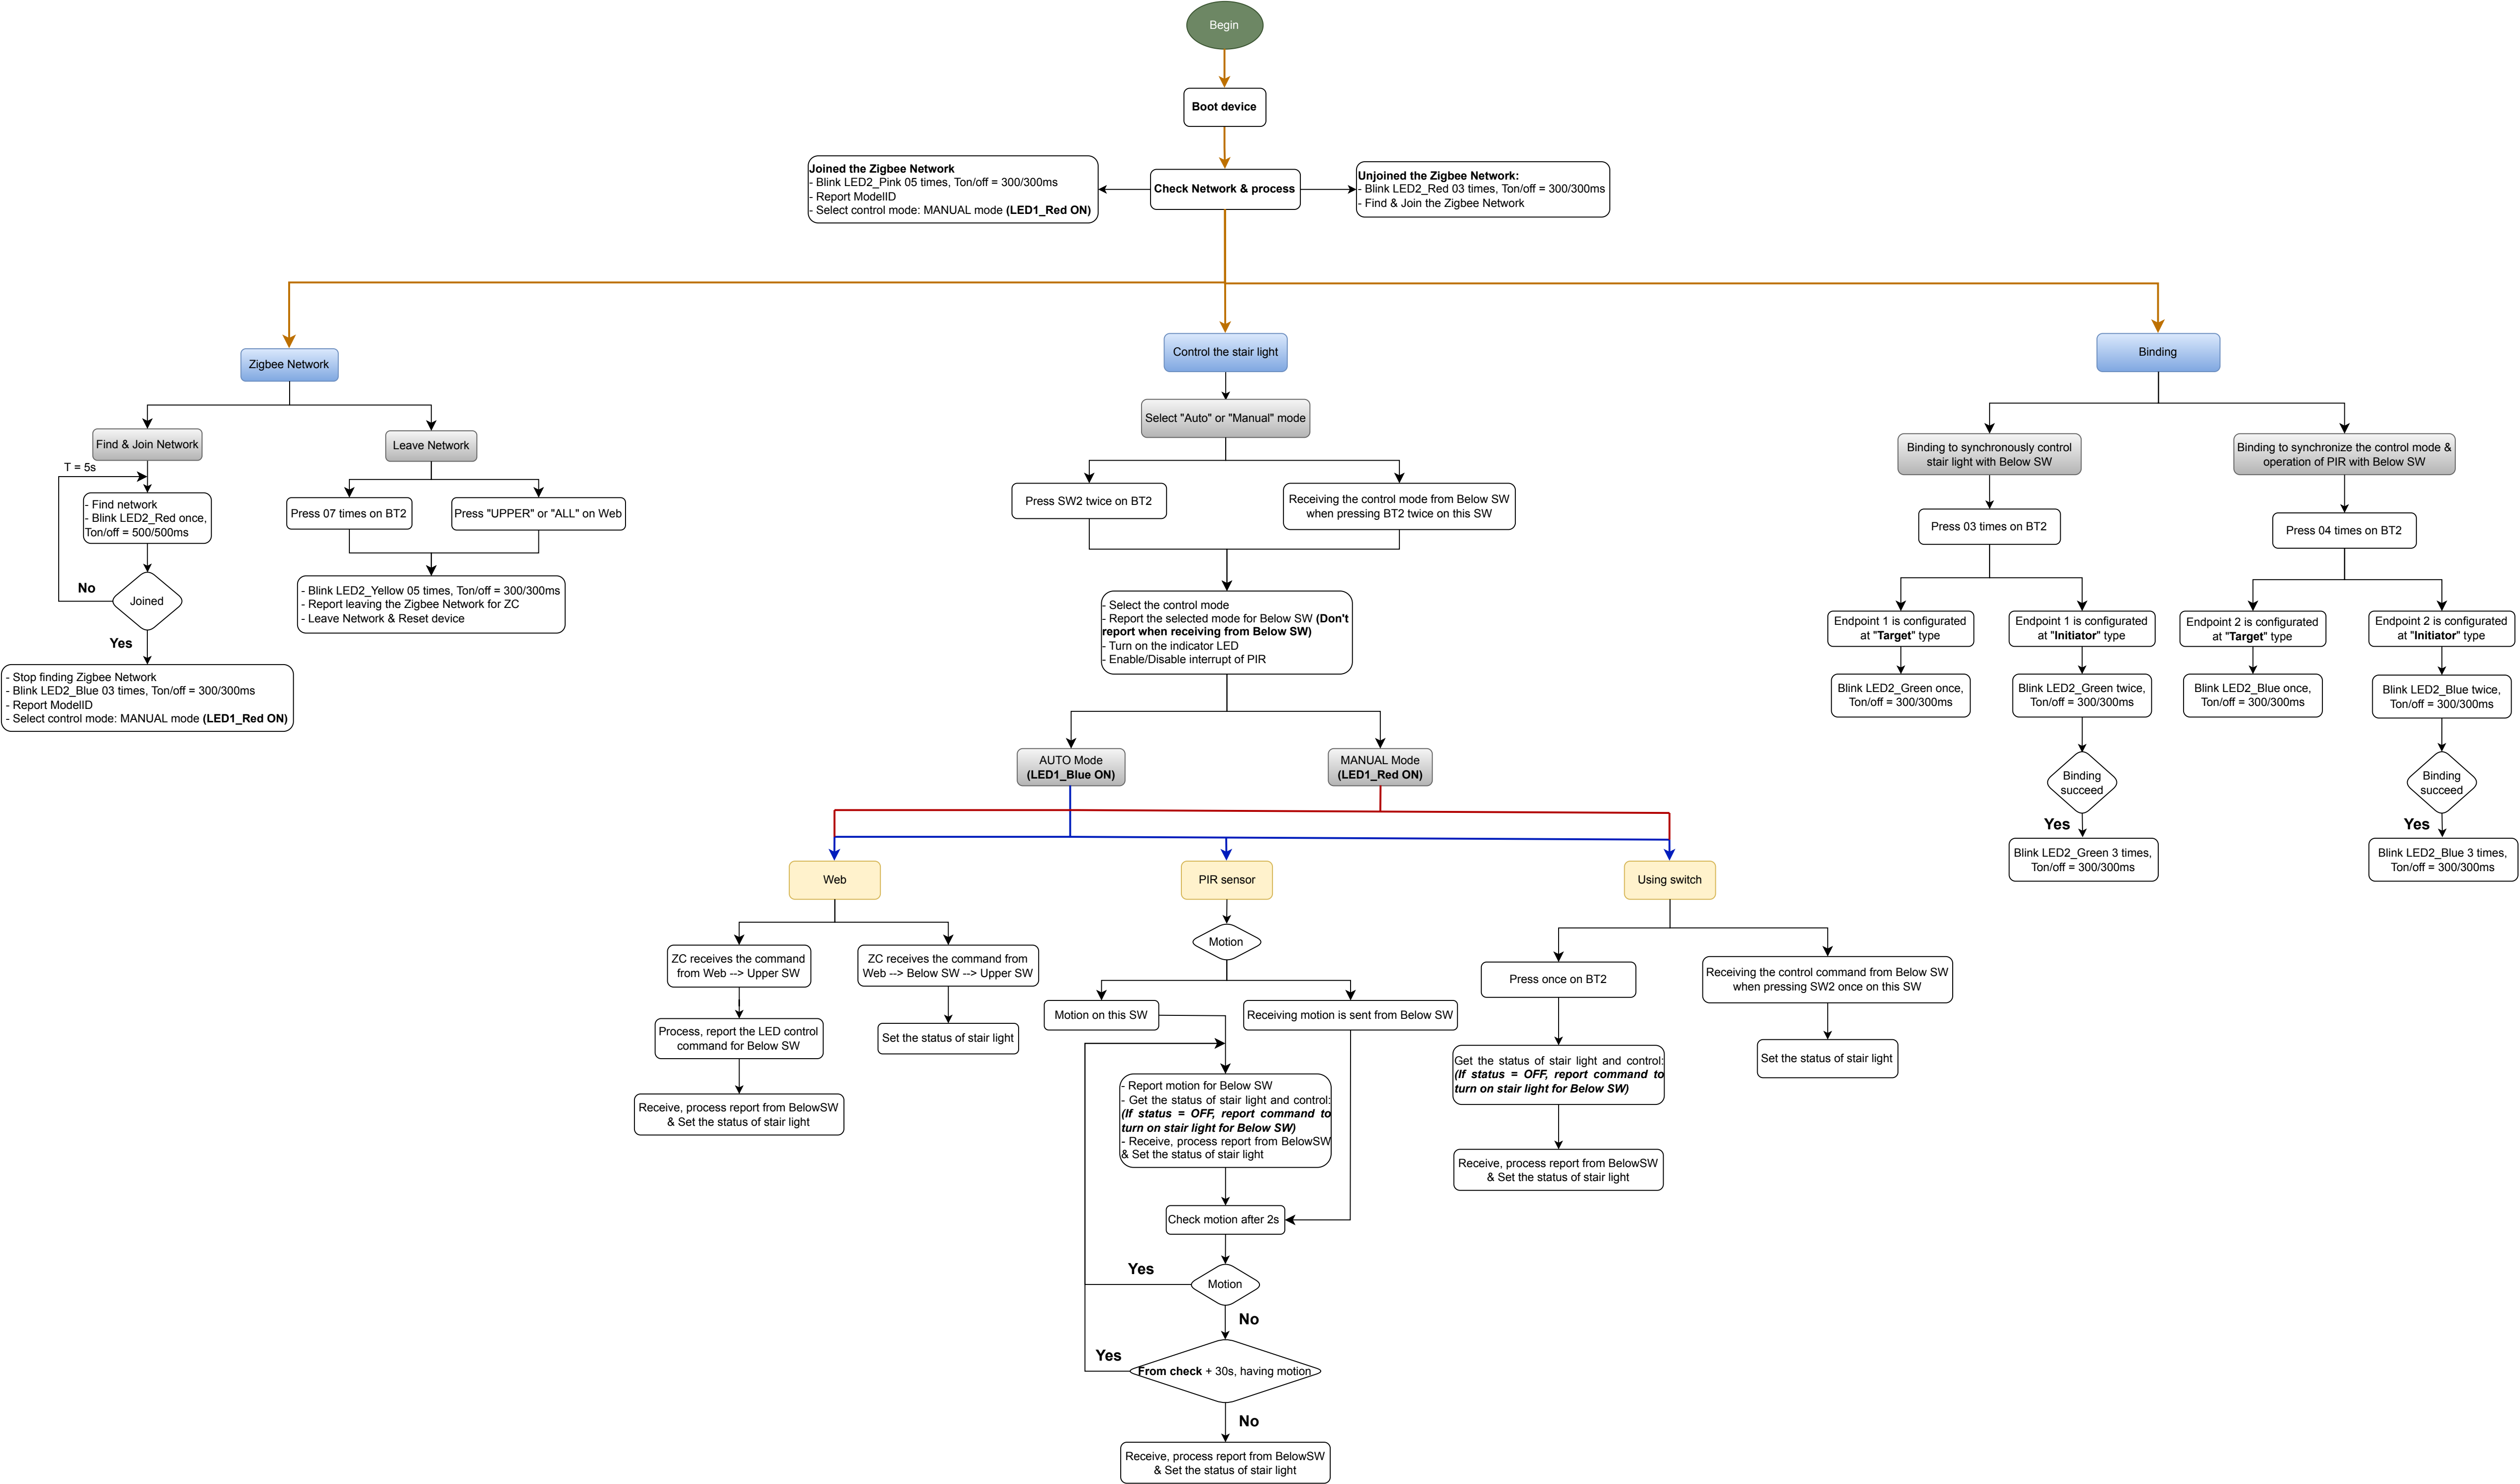 Begin
Boot device
Check Network & process
Joined the Zigbee Network
- Blink LED2_Pink 05 times, Ton/off = 300/300ms
- Report ModelID
- Select control mode: MANUAL mode (LED1_Red ON)
Unjoined the Zigbee Network:
- Blink LED2_Red 03 times, Ton/off = 300/300ms
- Find & Join the Zigbee Network
Zigbee Network
Find & Join Network
T = 5s
- Find network
- Blink LED2_Red once,
Ton/off = 500/500ms
No
Joined
Yes
- Stop finding Zigbee Network
- Blink LED2_Blue 03 times, Ton/off = 300/300ms
- Report ModelID
- Select control mode: MANUAL mode (LED1_Red ON)
Leave Network
Press 07 times on BT2
Press "UPPER" or "ALL" on Web
- Blink LED2_Yellow 05 times, Ton/off = 300/300ms
- Report leaving the Zigbee Network for ZC
- Leave Network & Reset device
Control the stair light
Select "Auto" or "Manual" mode
Press SW2 twice on BT2
Receiving the control mode from Below SW
when pressing BT2 twice on this SW
- Select the control mode
- Report the selected mode for Below SW (Don't
report when receiving from Below SW)
- Turn on the indicator LED
- Enable/Disable interrupt of PIR
AUTO Mode
(LED1_Blue ON)
MANUAL Mode
(LED1_Red ON)
Web
ZC receives the command
from Web --> Upper SW
Process, report the LED control
command for Below SW
Receive, process report from BelowSW
& Set the status of stair light
ZC receives the command from
Web --> Below SW --> Upper SW
Set the status of stair light
PIR sensor
Motion
Motion on this SW
Receiving motion is sent from Below SW
- Report motion for Below SW
- Get the status of stair light and control:
(If status = OFF, report command to
turn on stair light for Below SW)
- Receive, process report from BelowSW
& Set the status of stair light
Check motion after 2s
Yes
Motion
No
Yes
From check + 30s, having motion
No
Receive, process report from BelowSW
& Set the status of stair light
Using switch
Press once on BT2
Get the status of stair light and control:
(If status = OFF, report command to
turn on stair light for Below SW)
Receive, process report from BelowSW
& Set the status of stair light
Receiving the control command from Below SW
when pressing SW2 once on this SW
Set the status of stair light
Binding
Binding to synchronously control
stair light with Below SW
Press 03 times on BT2
Endpoint 1 is configurated
at "Target" type
Blink LED2_Green once,
Ton/off = 300/300ms
Endpoint 1 is configurated
at "Initiator" type
Blink LED2_Green twice,
Ton/off = 300/300ms
Binding
succeed
Yes
Blink LED2_Green 3 times,
Ton/off = 300/300ms
Binding to synchronize the control mode &
operation of PIR with Below SW
Press 04 times on BT2
Endpoint 2 is configurated
at "Target" type
Blink LED2_Blue once,
Ton/off = 300/300ms
Endpoint 2 is configurated
at "Initiator" type
Blink LED2_Blue twice,
Ton/off = 300/300ms
Binding
succeed
Yes
Blink LED2_Blue 3 times,
Ton/off = 300/300ms